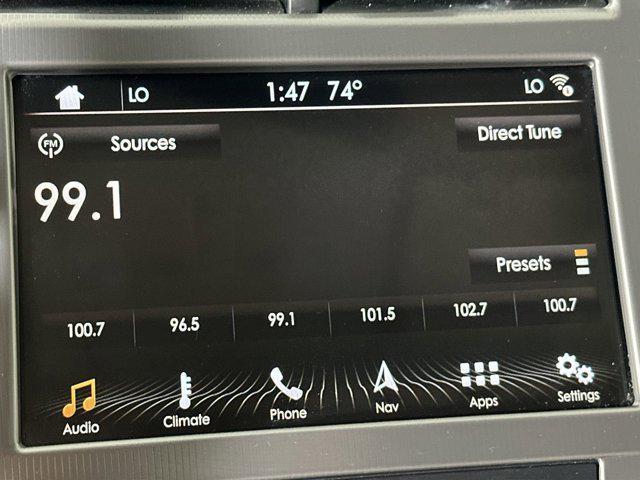 LO 1:47 74° LO
FM Sources Direct Tune
99.1
Presets
100.7 96.5 99.1 101.5 102.7 100.7
Audio Climate Phone Nav Apps Settings